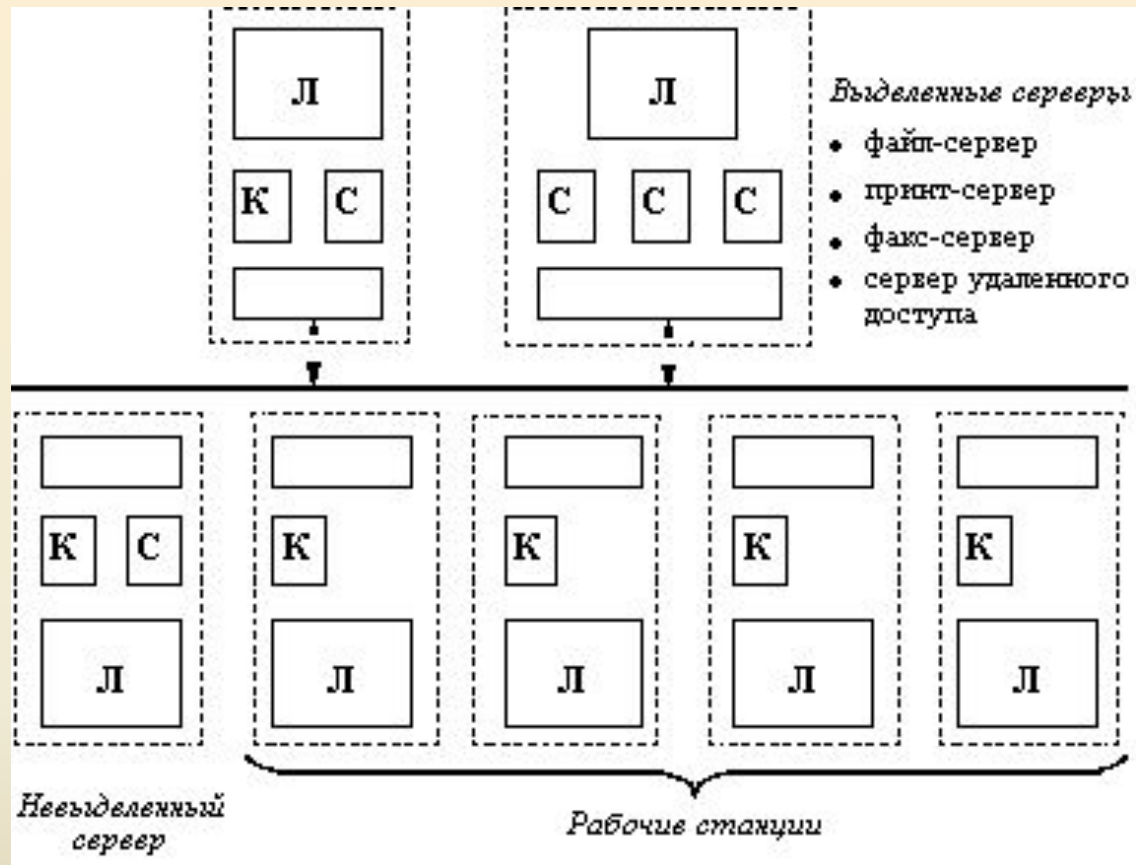 Л
Л
Выделенные серверы
• файл-сервер
К С
С С С
• принт-сервер
• факс-сервер
• сервер удаленного
доступа
К С
К
К
К
К
Л
Л
Л
Л
Л
Невыделенный
сервер
Рабочие станции